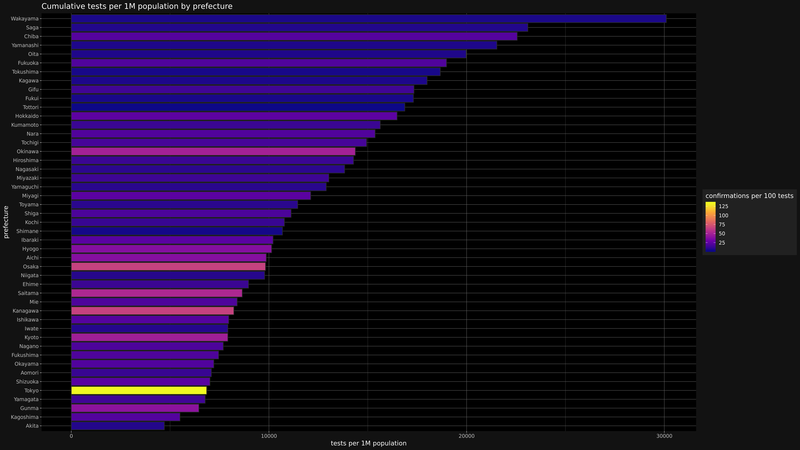 Cumulative tests per 1M population by prefecture
Wakayama
Saga
Chiba
Yamanashi
Oita
Fukuoka
Tokushima
Kagawa
Gifu
Fukui
Tottori
Hokkaido
Kumamoto
Nara
Tochigi
Okinawa
Hiroshima
Nagasaki
Miyazaki
Yamaguchi
Miyagi
Toyama
Shiga
Kochi
Shimane
Ibaraki
Hyogo
Aichi
Osaka
Niigata
Ehime
Saitama
Mie
Kanagawa
Ishikawa
Iwate
Kyoto
Nagano
Fukushima
Okayama
Aomori
Shizuoka
Tokyo
Yamagata
Gunma
Kagoshima
Akita
prefecture
0 10000 20000 30000
tests per 1M population
confirmations per 100 tests
125
100
75
50
25